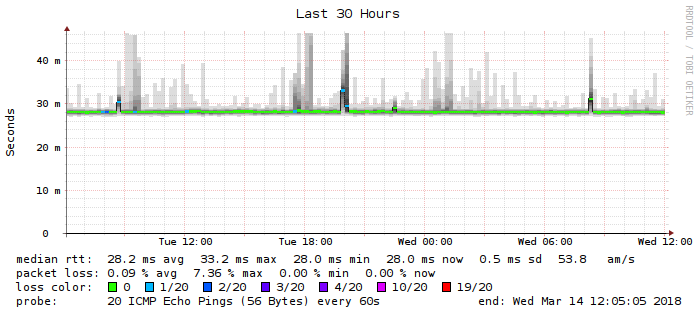 Last 30 Hours
RRDTOOL / TOBI OETIKER
Seconds
40 m
30 m
20 m
10 m
0
Tue 12:00 Tue 18:00 Wed 00:00 Wed 06:00 Wed 12:00
median rtt: 28.2 ms avg 33.2 ms max 28.0 ms min 28.0 ms now 0.5 ms sd 53.8 am/s
packet loss: 0.09 % avg 7.36 % max 0.00 % min 0.00 % now
loss color: 0 1/20 2/20 3/20 4/20 10/20 19/20
probe: 20 ICMP Echo Pings (56 Bytes) every 60s end: Wed Mar 14 12:05:05 2018